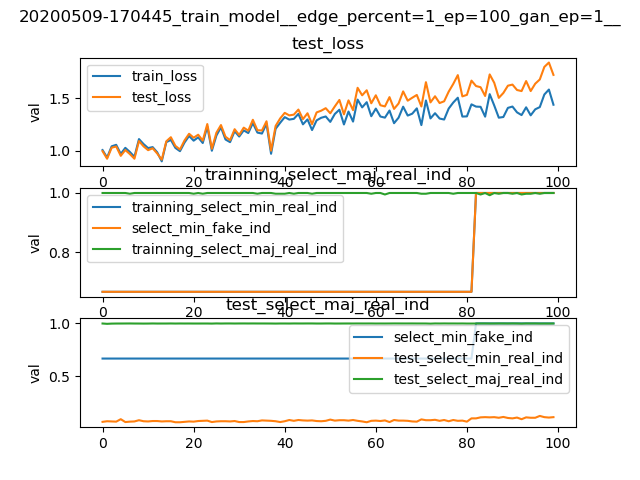 20200509-170445_train_model__edge_percent=1_ep=100_gan_ep=1__
test_loss
train_loss
test_loss
val
1.5
1.0
0 20 40 60 80 100
trainning_select_maj_real_ind
trainning_select_min_real_ind
select_min_fake_ind
trainning_select_maj_real_ind
val
1.0
0.8
0 20 40 60 80 100
test_select_maj_real_ind
select_min_fake_ind
test_select_min_real_ind
test_select_maj_real_ind
val
1.0
0.5
0 20 40 60 80 100